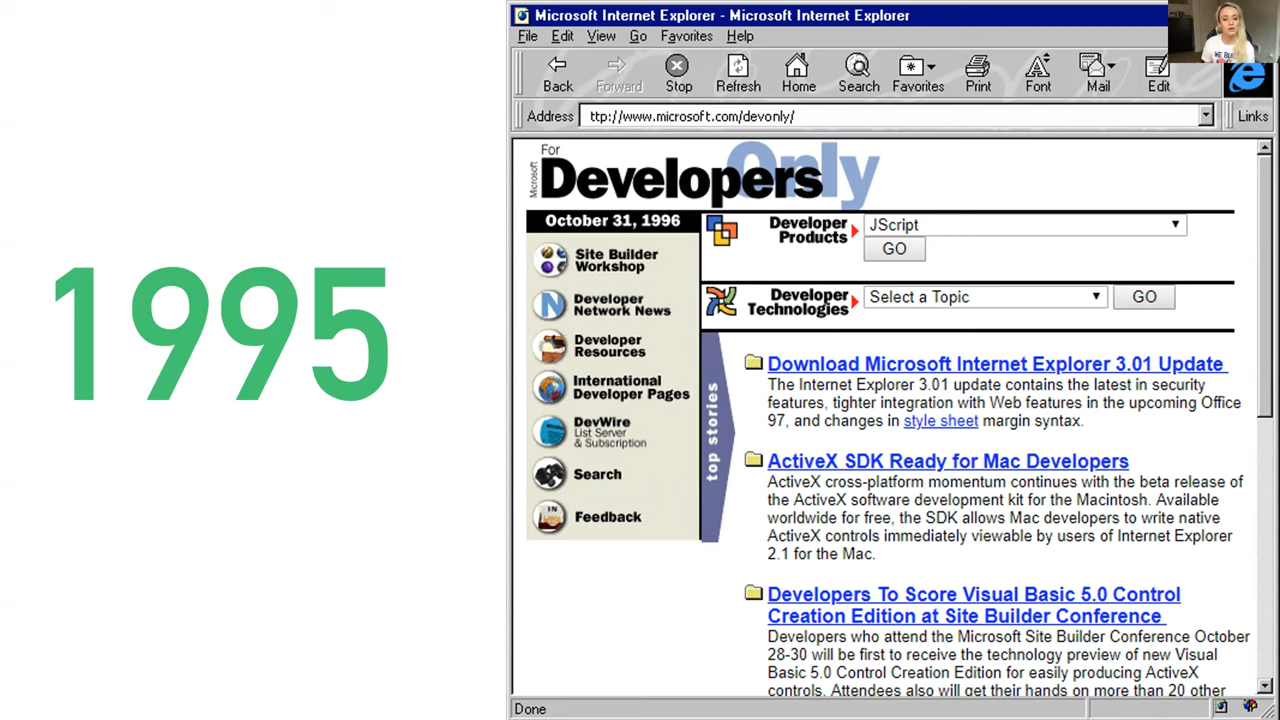 1995
Microsoft Internet Explorer - Microsoft Internet Explorer
File Edit View Go Favorites Help
Back Forward Stop Refresh Home Search Favorites Print Font Mail Edit
Address ttp://www.microsoft.com/devonly/ Links
Microsoft
For
Developers Only
October 31, 1996
Site Builder
Workshop
Developer
Network News
Developer
Resources
International
Developer Pages
DevWire
List Server
& Subscription
Search
Feedback
Developer
Products
JScript
GO
Developer
Technologies
Select a Topic GO
top stories
Download Microsoft Internet Explorer 3.01 Update
The Internet Explorer 3.01 update contains the latest in security
features, tighter integration with Web features in the upcoming Office
97, and changes in style sheet margin syntax.
ActiveX SDK Ready for Mac Developers
ActiveX cross-platform momentum continues with the beta release of
the ActiveX software development kit for the Macintosh. Available
worldwide for free, the SDK allows Mac developers to write native
ActiveX controls immediately viewable by users of Internet Explorer
2.1 for the Mac.
Developers To Score Visual Basic 5.0 Control
Creation Edition at Site Builder Conference
Developers who attend the Microsoft Site Builder Conference October
28-30 will be first to receive the technology preview of new Visual
Basic 5.0 Control Creation Edition for easily producing ActiveX
controls. Attendees also will get their hands on more than 20 other
Done